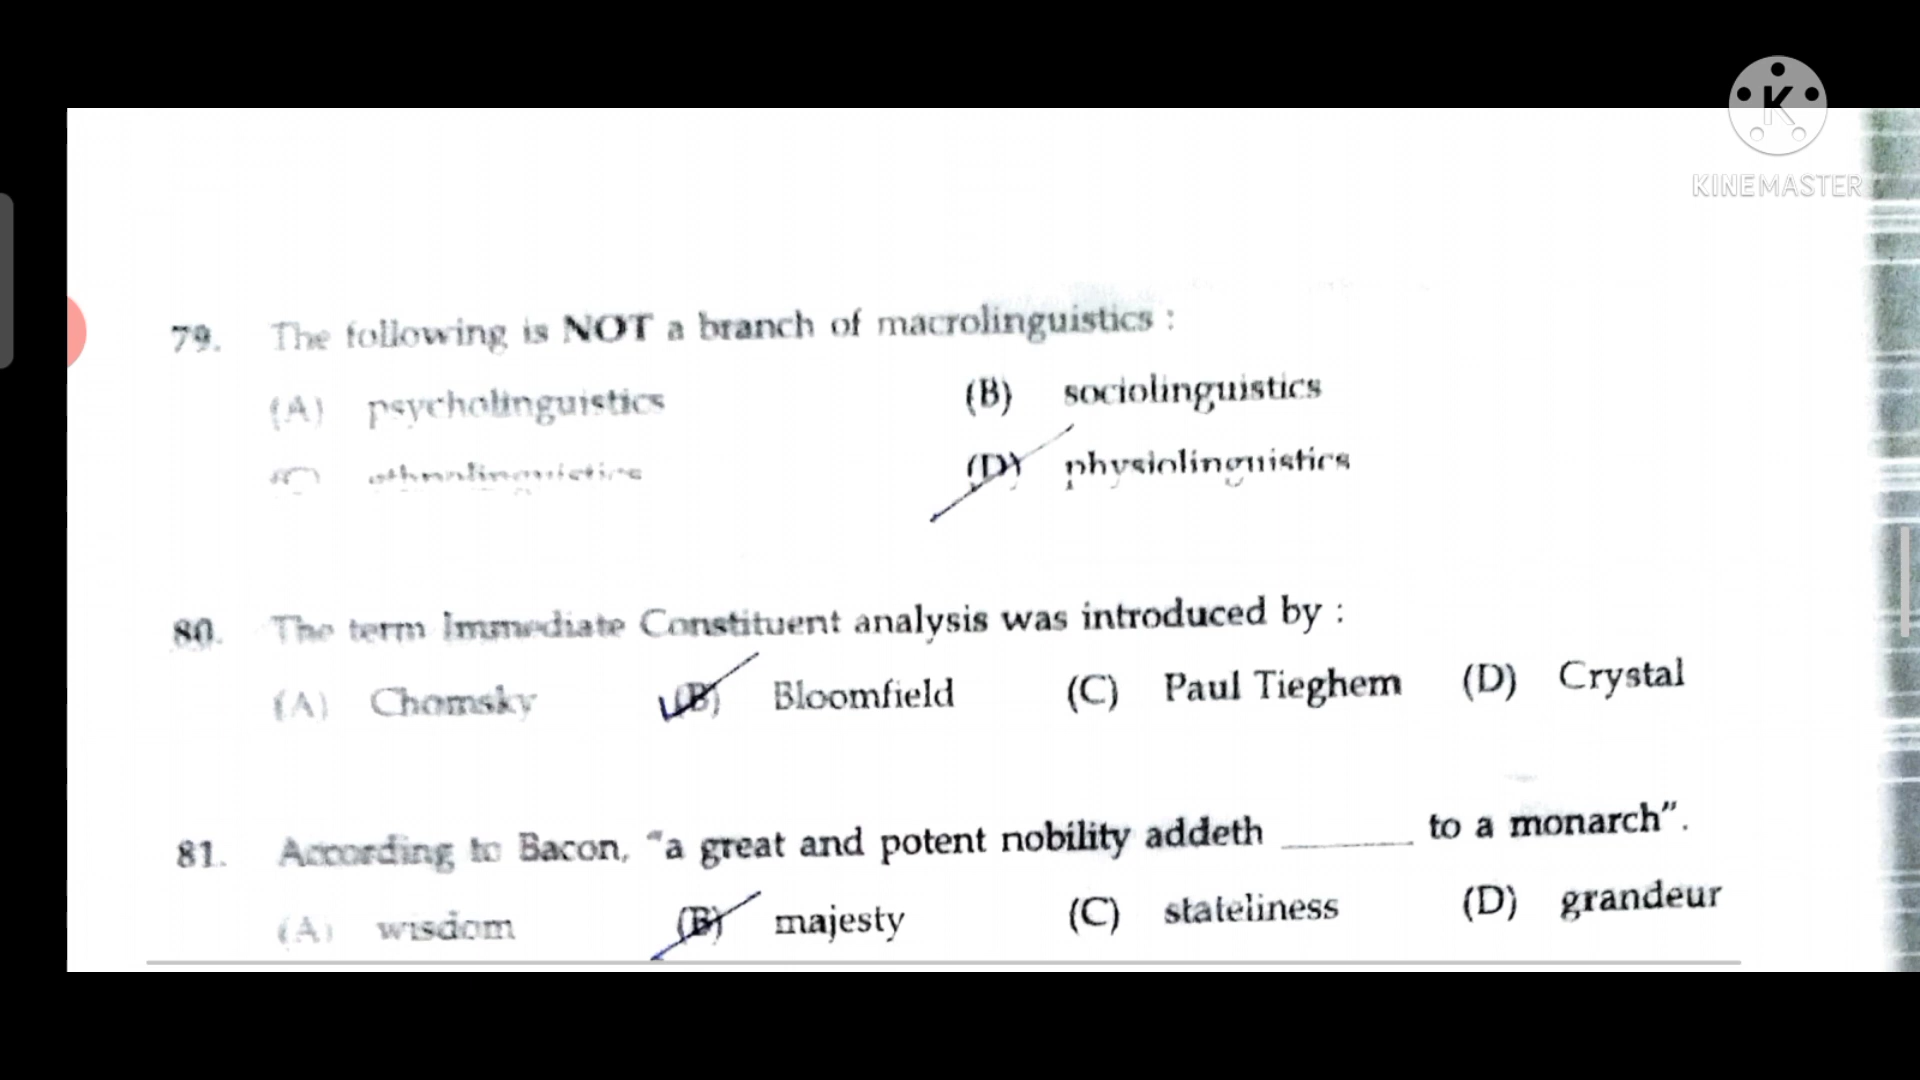 K
KINEMASTER
79. The following is NOT a branch of macrolinguistics :
(A) psycholinguistics (B) sociolinguistics
(C) ethnolinguistics (D) physiolinguistics
80. The term Immediate Constituent analysis was introduced by :
(A) Chomsky (B) Bloomfield (C) Paul Tieghem (D) Crystal
81. According to Bacon, "a great and potent nobility addeth ______ to a monarch".
(A) wisdom (B) majesty (C) stateliness (D) grandeur